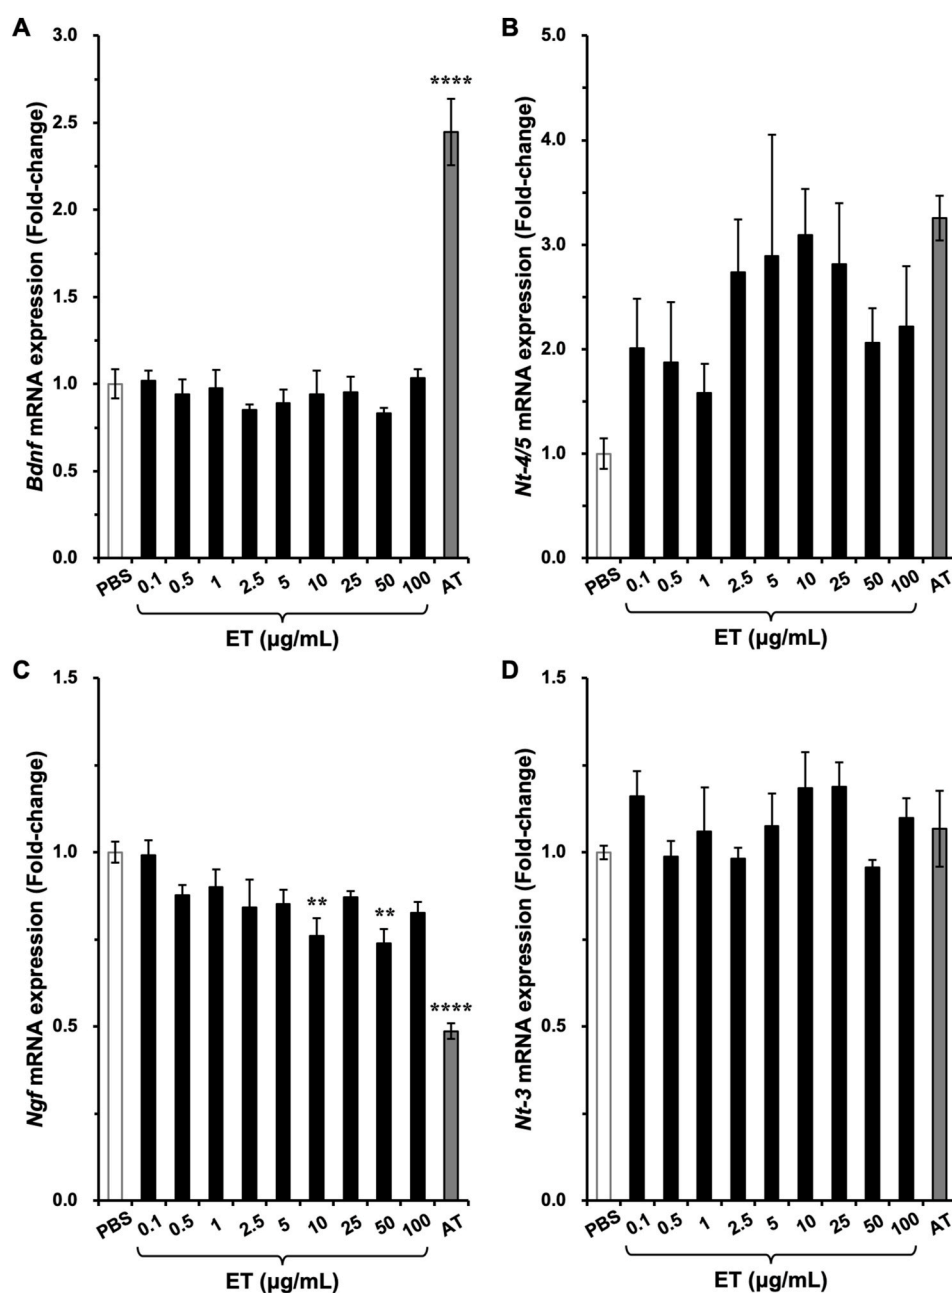 A
Bdnf mRNA expression (Fold-change)
3.0
2.5
2.0
1.5
1.0
0.5
0.0
****
PBS 0.1 0.5 1 2.5 5 10 25 50 100 AT
ET (µg/mL)
B
Nt-4/5 mRNA expression (Fold-change)
5.0
4.0
3.0
2.0
1.0
0.0
PBS 0.1 0.5 1 2.5 5 10 25 50 100 AT
ET (µg/mL)
C
Ngf mRNA expression (Fold-change)
1.5
1.0
0.5
0.0
** ** ****
PBS 0.1 0.5 1 2.5 5 10 25 50 100 AT
ET (µg/mL)
D
Nt-3 mRNA expression (Fold-change)
1.5
1.0
0.5
0.0
PBS 0.1 0.5 1 2.5 5 10 25 50 100 AT
ET (µg/mL)